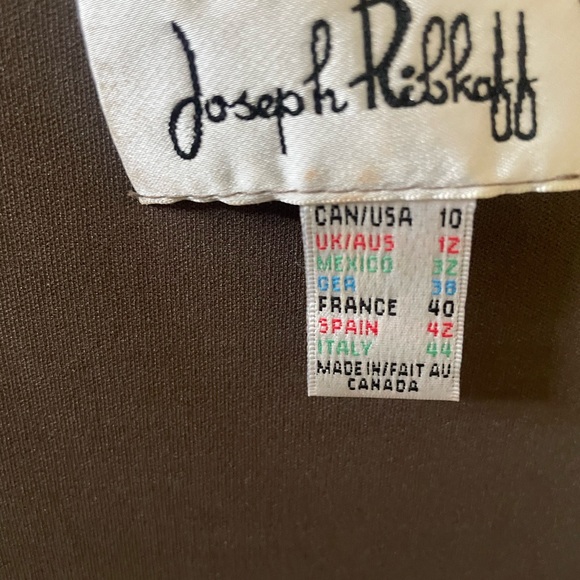 Joseph Ribkoff
CAN/USA 10
UK/AUS 12
MEXICO 32
GER 38
FRANCE 40
SPAIN 42
ITALY 44
MADE IN/FAIT AU
CANADA